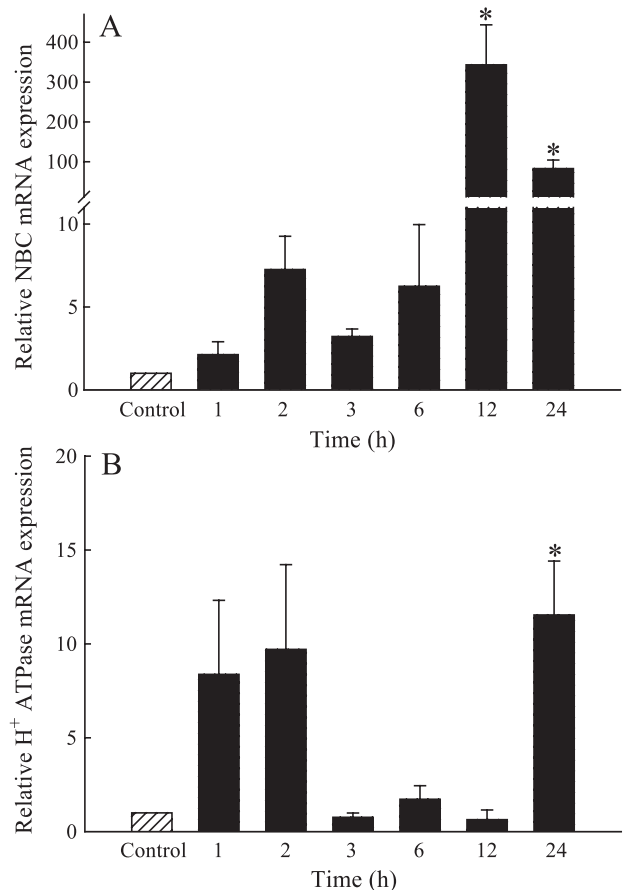 A
Relative NBC mRNA expression
400
300
200
100
10
5
0
*
*
Control 1 2 3 6 12 24
Time (h)
B
Relative H+ ATPase mRNA expression
20
15
10
5
0
*
Control 1 2 3 6 12 24
Time (h)